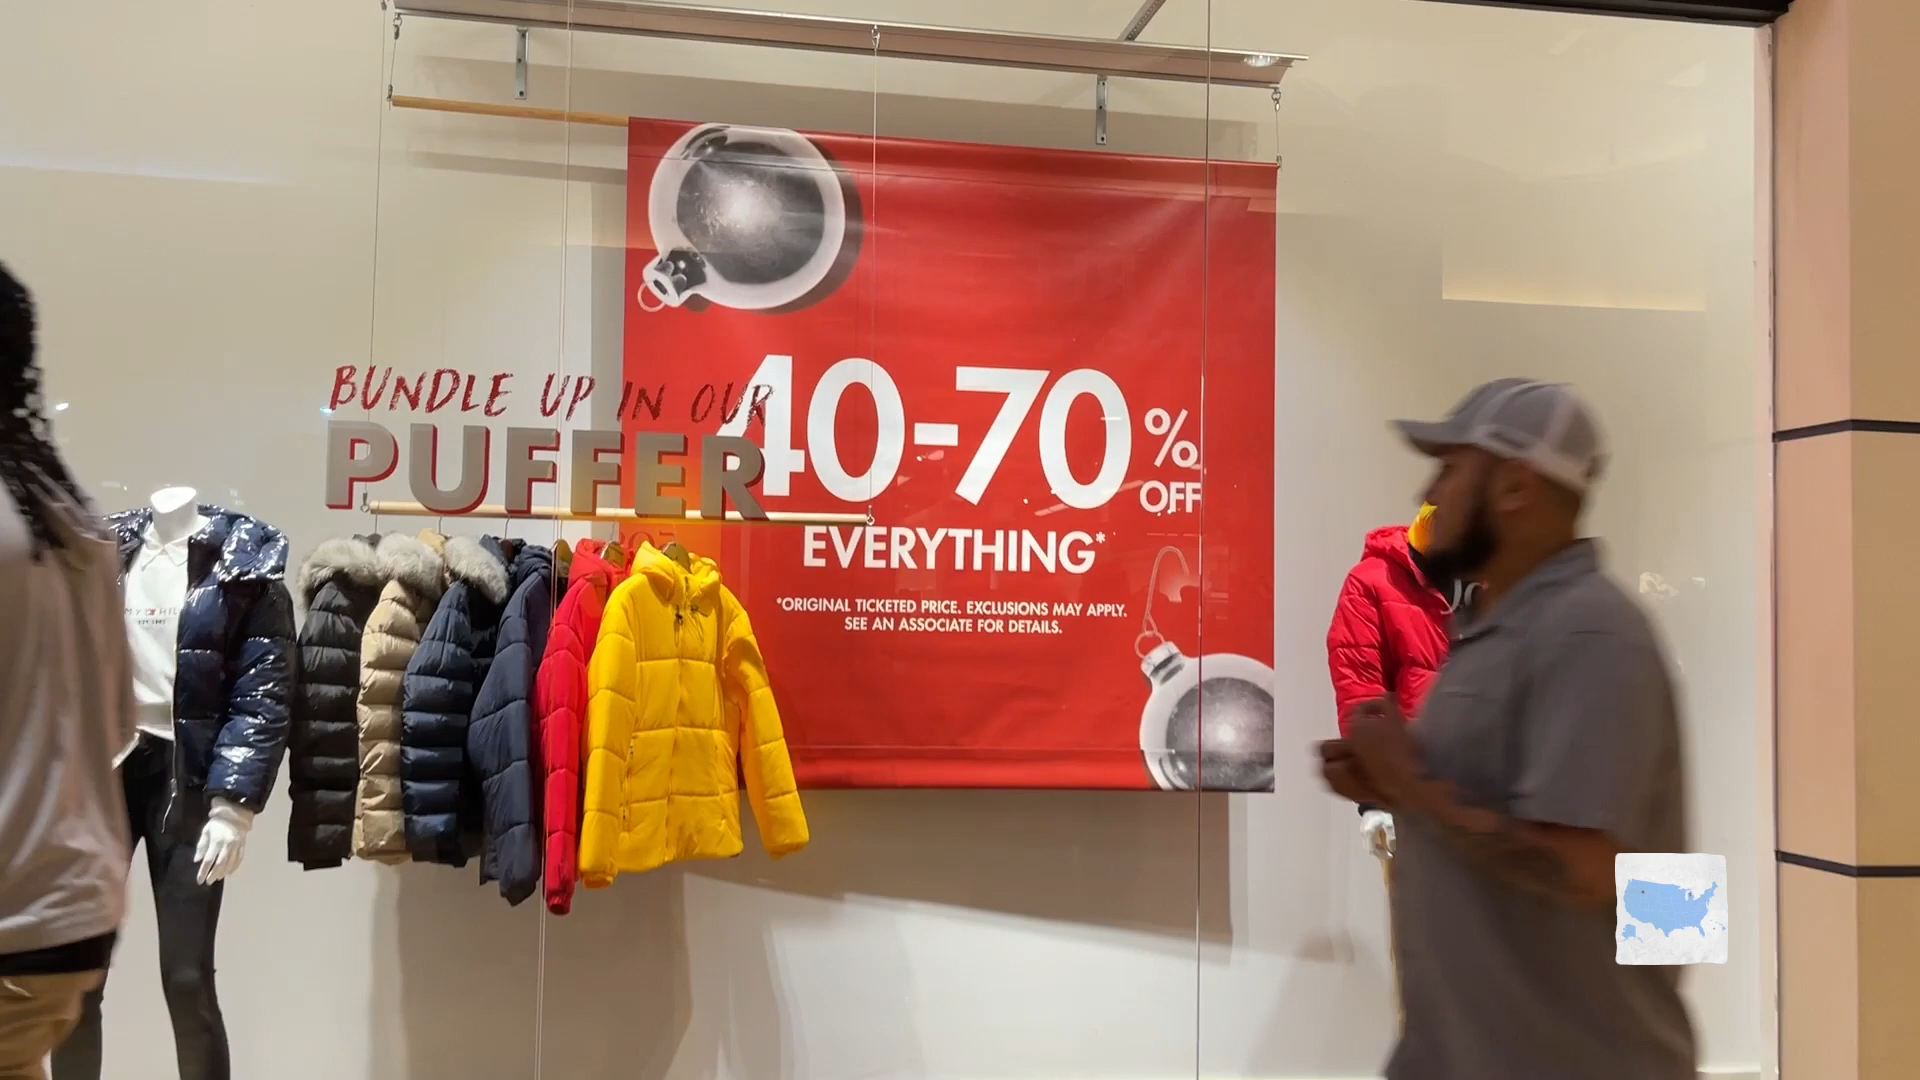 BUNDLE UP IN OUR
PUFFER
40-70% OFF
EVERYTHING*
*ORIGINAL TICKETED PRICE. EXCLUSIONS MAY APPLY.
SEE AN ASSOCIATE FOR DETAILS.